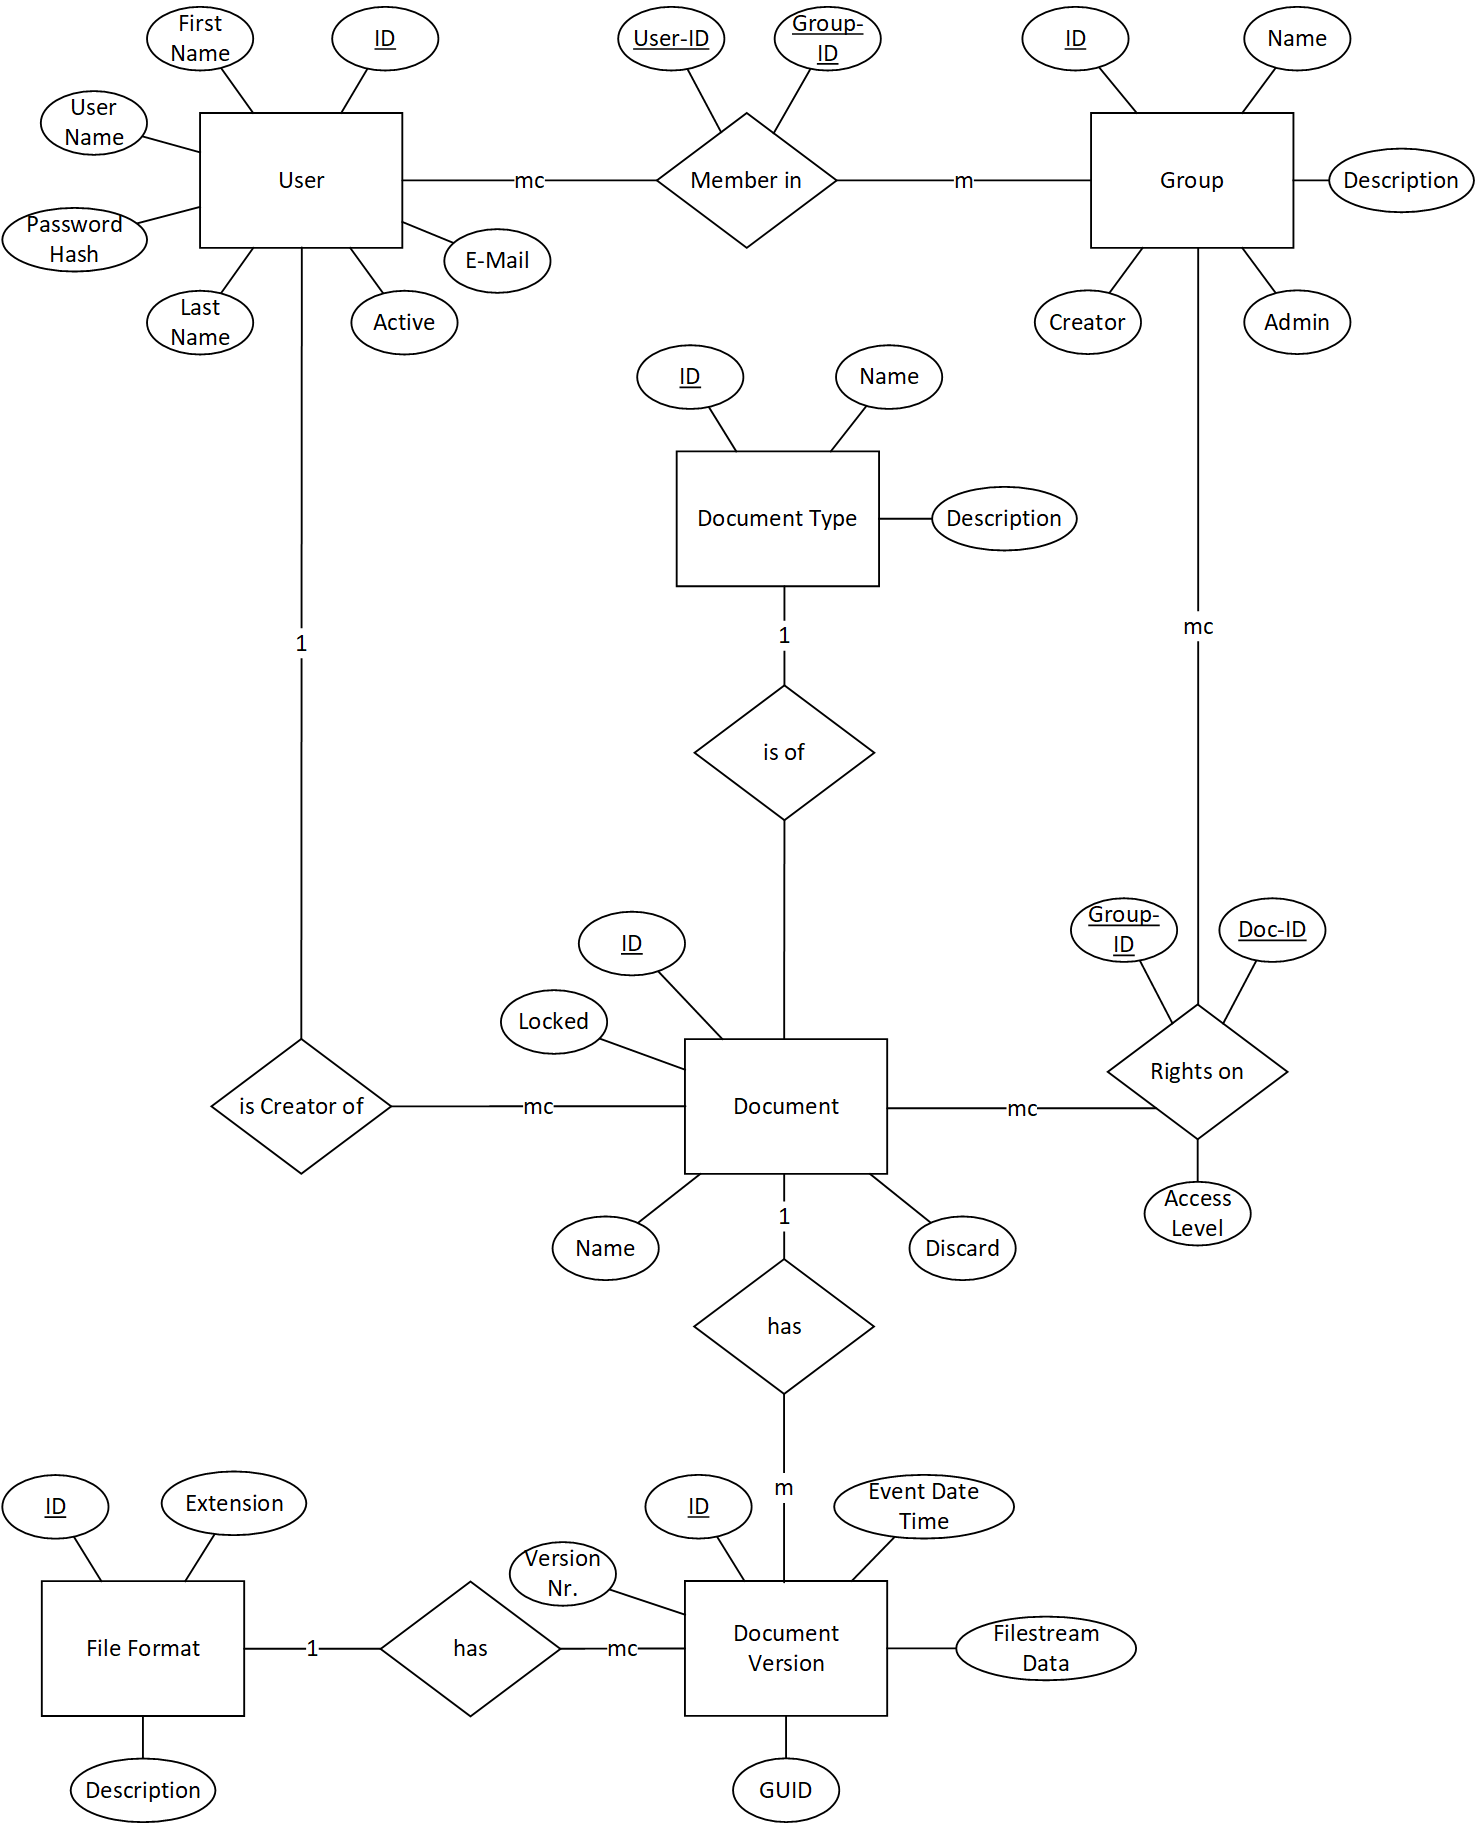 First
Name
ID
User-ID
Group-
ID
ID
Name
User
Name
User
mc
Member in
m
Group
Description
Password
Hash
E-Mail
Last
Name
Active
Creator
Admin
ID
Name
Document Type
Description
1
1
mc
is of
Group-
ID
Doc-ID
ID
Locked
Rights on
is Creator of
mc
Document
mc
Access
Level
1
Name
Discard
has
m
ID
Extension
ID
Event Date
Time
Version
Nr.
File Format
1
has
mc
Document
Version
Filestream
Data
Description
GUID